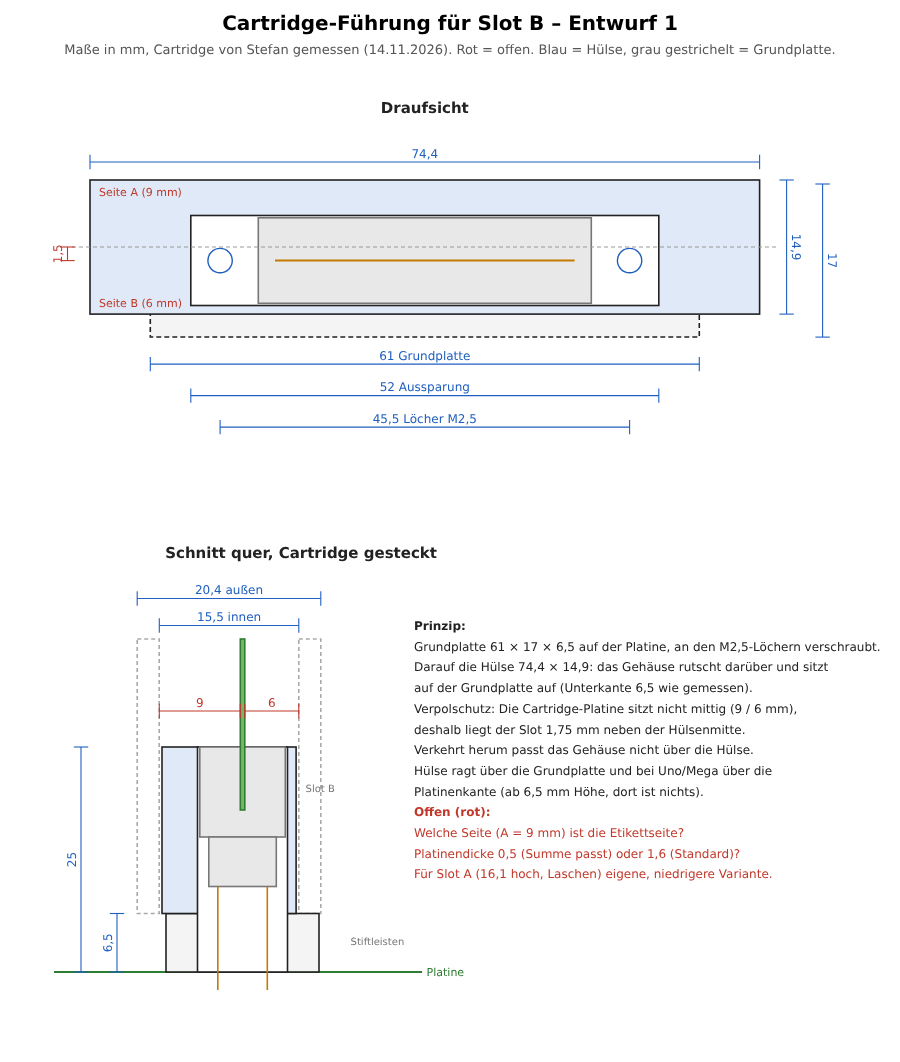 Cartridge-Führung für Slot B – Entwurf 1
Maße in mm, Cartridge von Stefan gemessen (14.11.2026). Rot = offen. Blau = Hülse, grau gestrichelt = Grundplatte.
Draufsicht
74,4
Seite A (9 mm)
1,5
14,9
17
Seite B (6 mm)
61 Grundplatte
52 Aussparung
45,5 Löcher M2,5
Schnitt quer, Cartridge gesteckt
20,4 außen
15,5 innen
9
6
Slot B
25
6,5
Stiftleisten
Platine
Prinzip:
Grundplatte 61 × 17 × 6,5 auf der Platine, an den M2,5-Löchern verschraubt.
Darauf die Hülse 74,4 × 14,9: das Gehäuse rutscht darüber und sitzt
auf der Grundplatte auf (Unterkante 6,5 wie gemessen).
Verpolschutz: Die Cartridge-Platine sitzt nicht mittig (9 / 6 mm),
deshalb liegt der Slot 1,75 mm neben der Hülsenmitte.
Verkehrt herum passt das Gehäuse nicht über die Hülse.
Hülse ragt über die Grundplatte und bei Uno/Mega über die
Platinenkante (ab 6,5 mm Höhe, dort ist nichts).
Offen (rot):
Welche Seite (A = 9 mm) ist die Etikettseite?
Platinendicke 0,5 (Summe passt) oder 1,6 (Standard)?
Für Slot A (16,1 hoch, Laschen) eigene, niedrigere Variante.